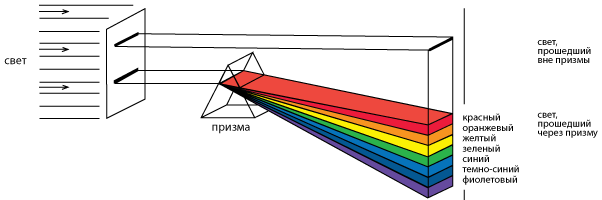 свет
призма
свет,
прошедший
вне призмы
красный
оранжевый
желтый
зеленый
синий
темно-синий
фиолетовый
свет,
прошедший
через призму